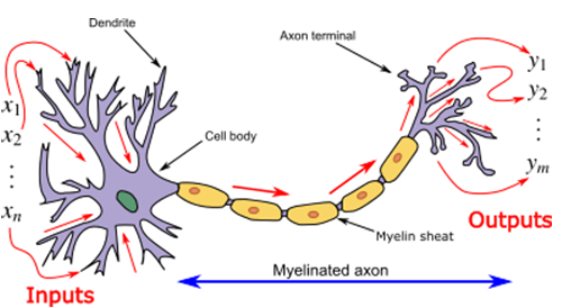 Dendrite
Axon terminal
y1
x1
y2
x2
Cell body
⋮
⋮
ym
xn
Outputs
Myelin sheat
Myelinated axon
Inputs